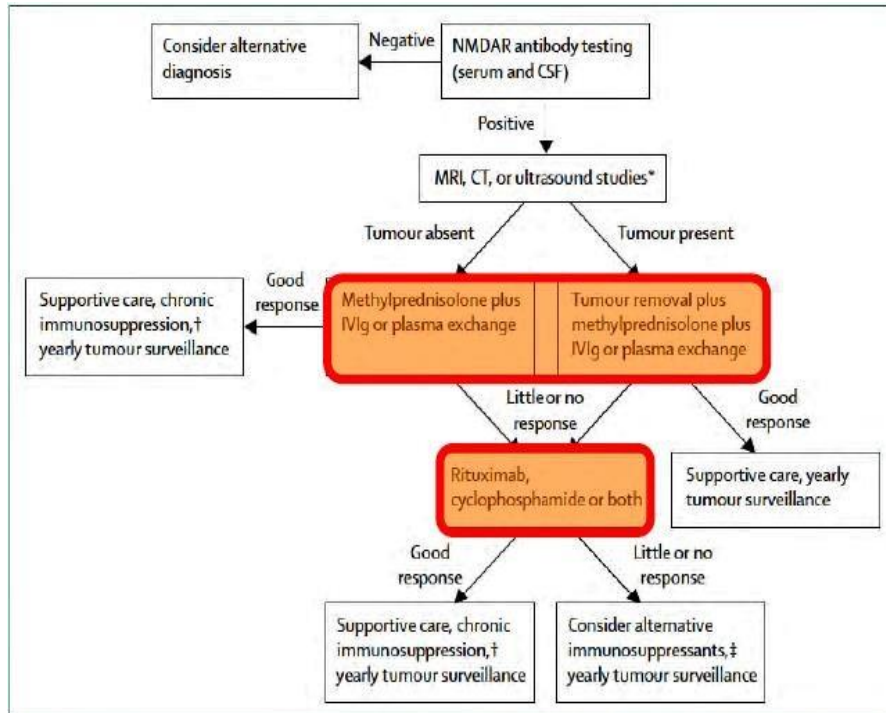 Consider alternative
diagnosis
Negative
NMDAR antibody testing
(serum and CSF)
Positive
MRI, CT, or ultrasound studies*
Tumour absent
Tumour present
Good
response
Supportive care, chronic
immunosuppression,†
yearly tumour surveillance
Methylprednisolone plus
IVIg or plasma exchange
Tumour removal plus
methylprednisolone plus
IVIg or plasma exchange
Little or no
response
Good
response
Rituximab,
cyclophosphamide or both
Supportive care, yearly
tumour surveillance
Good
response
Little or no
response
Supportive care, chronic
immunosuppression,†
yearly tumour surveillance
Consider alternative
immunosuppressants,‡
yearly tumour surveillance